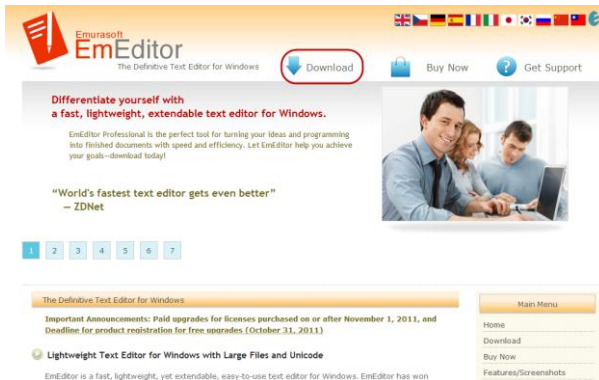 Emurasoft
EmEditor
The Definitive Text Editor for Windows
Download
Buy Now
Get Support
Differentiate yourself with
a fast, lightweight, extendable text editor for Windows.
EmEditor Professional is the perfect tool for turning your ideas and programming
into finished documents with speed and efficiency. Let EmEditor help you achieve
your goals—download today!
“World's fastest text editor gets even better”
— ZDNet
1 2 3 4 5 6 7
The Definitive Text Editor for Windows
Important Announcements: Paid upgrades for licenses purchased on or after November 1, 2011, and
Deadline for product registration for free upgrades (October 31, 2011)
Lightweight Text Editor for Windows with Large Files and Unicode
EmEditor is a fast, lightweight, yet extendable, easy-to-use text editor for Windows. EmEditor has won
Main Menu
Home
Download
Buy Now
Features/Screenshots